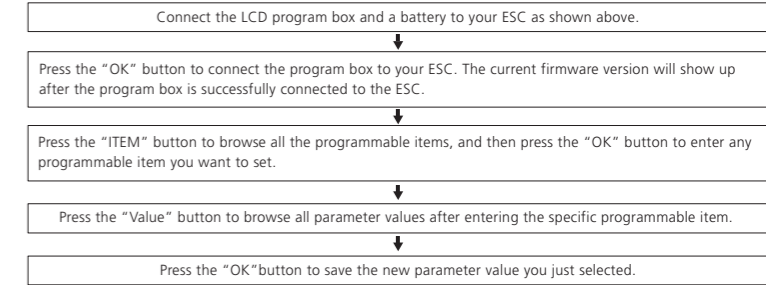 Connect the LCD program box and a battery to your ESC as shown above.
Press the “OK” button to connect the program box to your ESC. The current firmware version will show up
after the program box is successfully connected to the ESC.
Press the “ITEM” button to browse all the programmable items, and then press the “OK” button to enter any
programmable item you want to set.
Press the “Value” button to browse all parameter values after entering the specific programmable item.
Press the “OK”button to save the new parameter value you just selected.